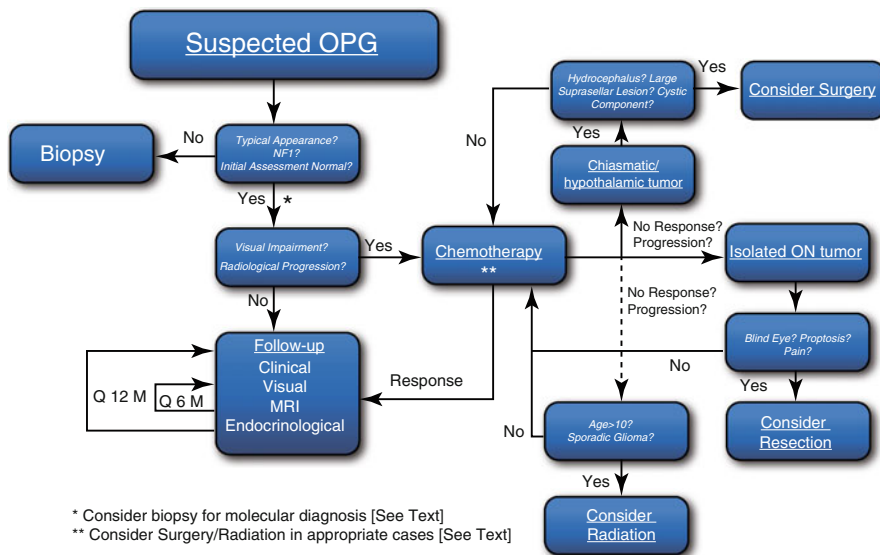 Suspected OPG
Typical Appearance?
NF1?
Initial Assessment Normal?
No
Biopsy
Yes *
Visual Impairment?
Radiological Progression?
Yes
No
Follow-up
Clinical
Visual
MRI
Endocrinological
Q 12 M
Q 6 M
Response
Chemotherapy
**
No
Hydrocephalus? Large
Suprasellar Lesion? Cystic
Component?
Yes
Consider Surgery
Yes
Chiasmatic/
hypothalamic tumor
No Response?
Progression?
Isolated ON tumor
No Response?
Progression?
Blind Eye? Proptosis?
Pain?
No
Yes
Consider
Resection
Age>10?
Sporadic Glioma?
No
Yes
Consider
Radiation
* Consider biopsy for molecular diagnosis [See Text]
** Consider Surgery/Radiation in appropriate cases [See Text]